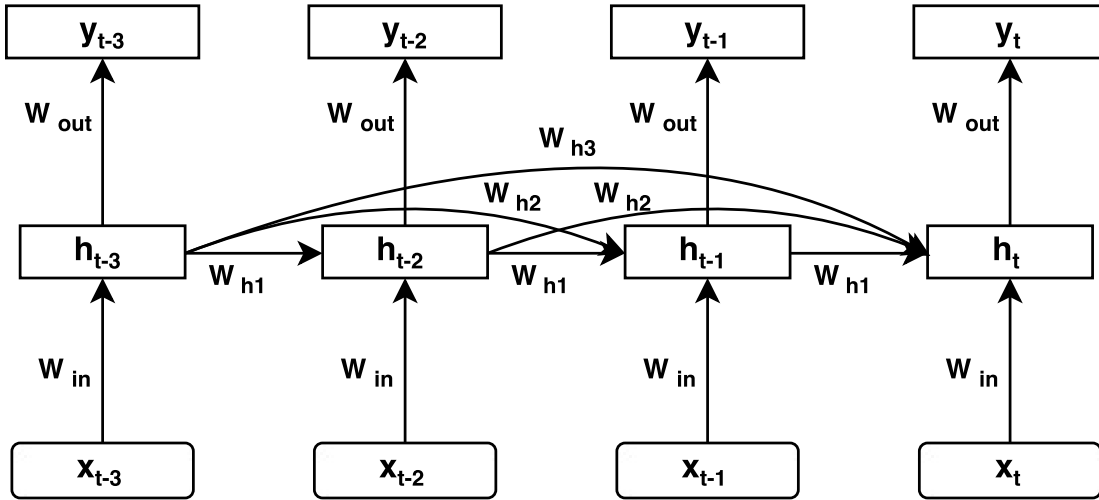 y t-3 y t-2 y t-1 y t
W out W out W out W out
W h3
W h2 W h2
h t-3 h t-2 h t-1 h t
W h1 W h1 W h1
W in W in W in W in
x t-3 x t-2 x t-1 x t